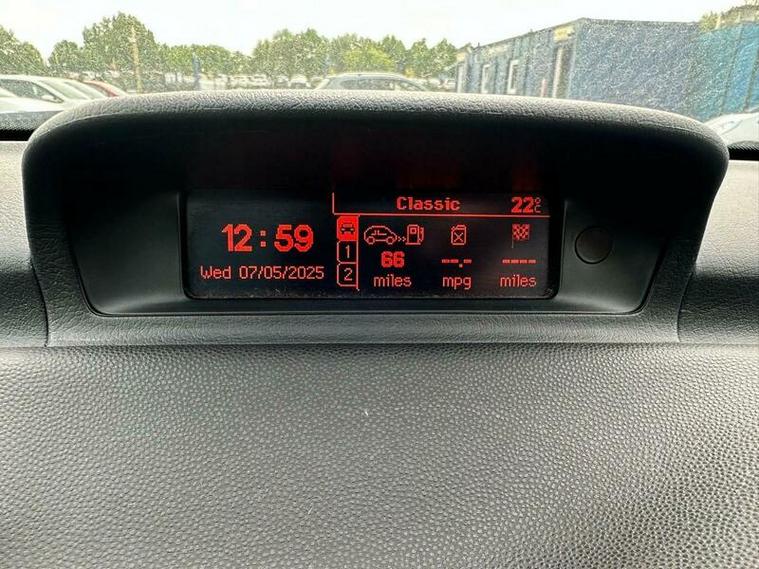 Classic 22°C
12:59
Wed 07/05/2025
1
2
66 --.- ----
miles mpg miles